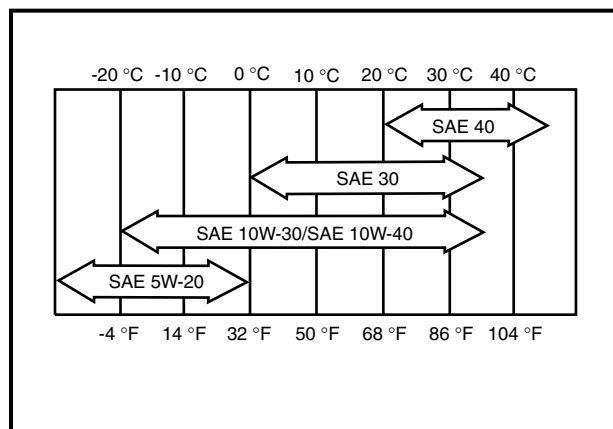 -20 °C -10 °C 0 °C 10 °C 20 °C 30 °C 40 °C
SAE 40
SAE 30
SAE 10W-30/SAE 10W-40
SAE 5W-20
-4 °F 14 °F 32 °F 50 °F 68 °F 86 °F 104 °F